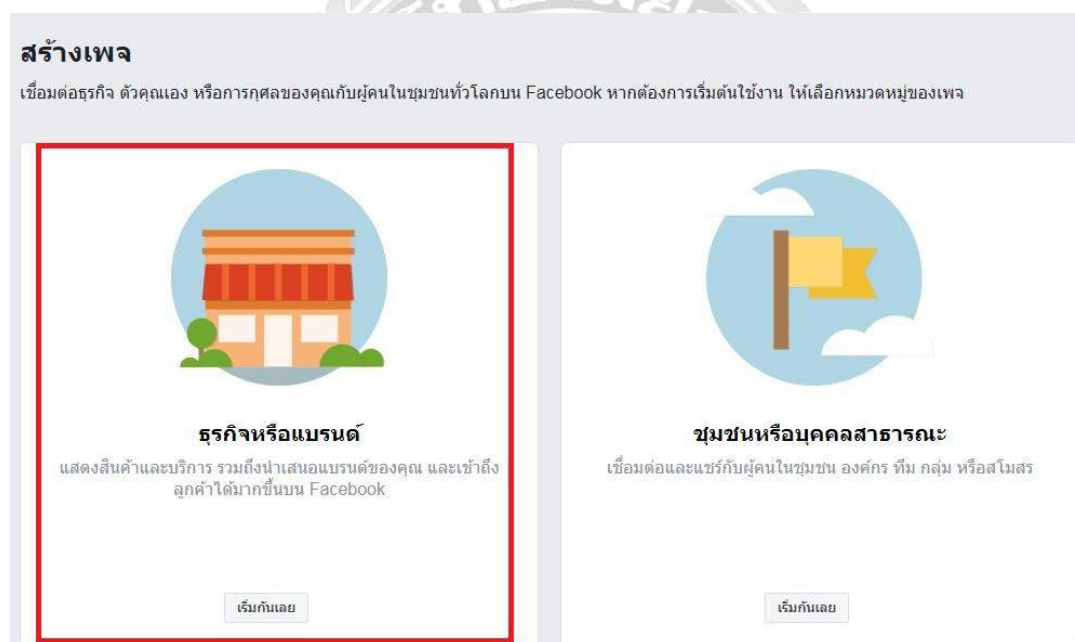 สร้างเพจ
เชื่อมต่อธุรกิจ ตัวคุณเอง หรือการกุศลของคุณกับผู้คนในชุมชนทั่วโลกบน Facebook หากต้องการเริ่มต้นใช้งาน ให้เลือกหมวดหมู่ของเพจ
ธุรกิจหรือแบรนด์
แสดงสินค้าและบริการ รวมถึงนำเสนอแบรนด์ของคุณ และเข้าถึง
ลูกค้าได้มากขึ้นบน Facebook
เริ่มกันเลย
ชุมชนหรือบุคคลสาธารณะ
เชื่อมต่อและแชร์กับผู้คนในชุมชน องค์กร ทีม กลุ่ม หรือสโมสร
เริ่มกันเลย